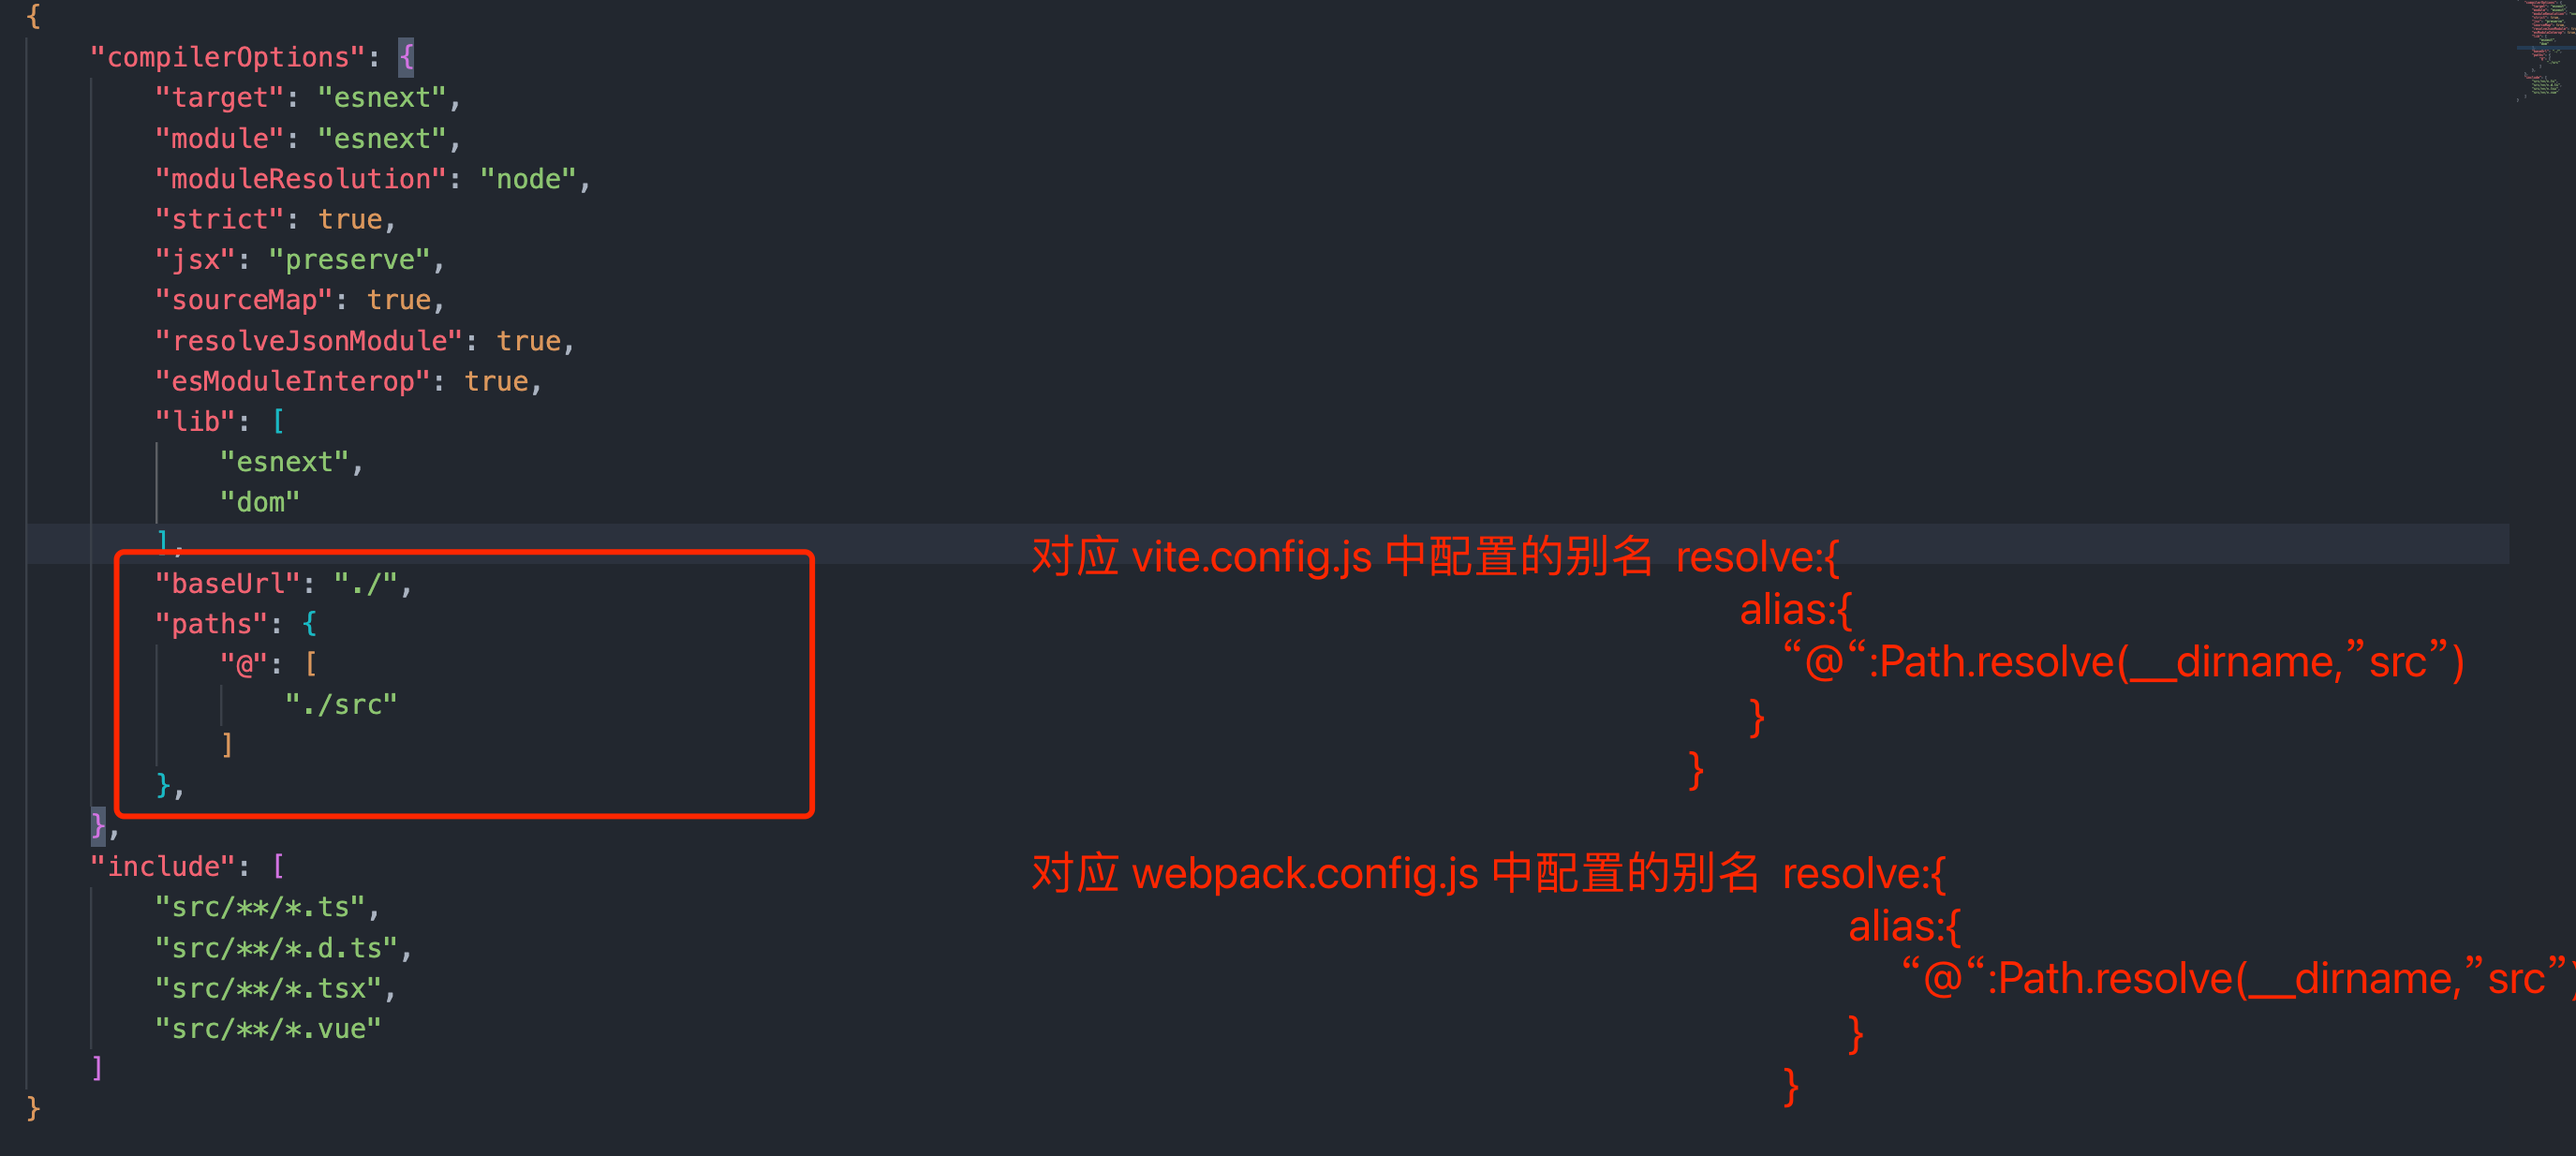 {
"compilerOptions": {
"target": "esnext",
"module": "esnext",
"moduleResolution": "node",
"strict": true,
"jsx": "preserve",
"sourceMap": true,
"resolveJsonModule": true,
"esModuleInterop": true,
"lib": [
"esnext",
"dom"
],
"baseUrl": "./",
"paths": {
"@": [
"./src"
]
},
},
"include": [
"src/**/*.ts",
"src/**/*.d.ts",
"src/**/*.tsx",
"src/**/*.vue"
]
}
对应 vite.config.js 中配置的别名 resolve:{
alias:{
“@“:Path.resolve(__dirname,”src”)
}
}
对应 webpack.config.js 中配置的别名 resolve:{
alias:{
“@“:Path.resolve(__dirname,”src”)
}
}